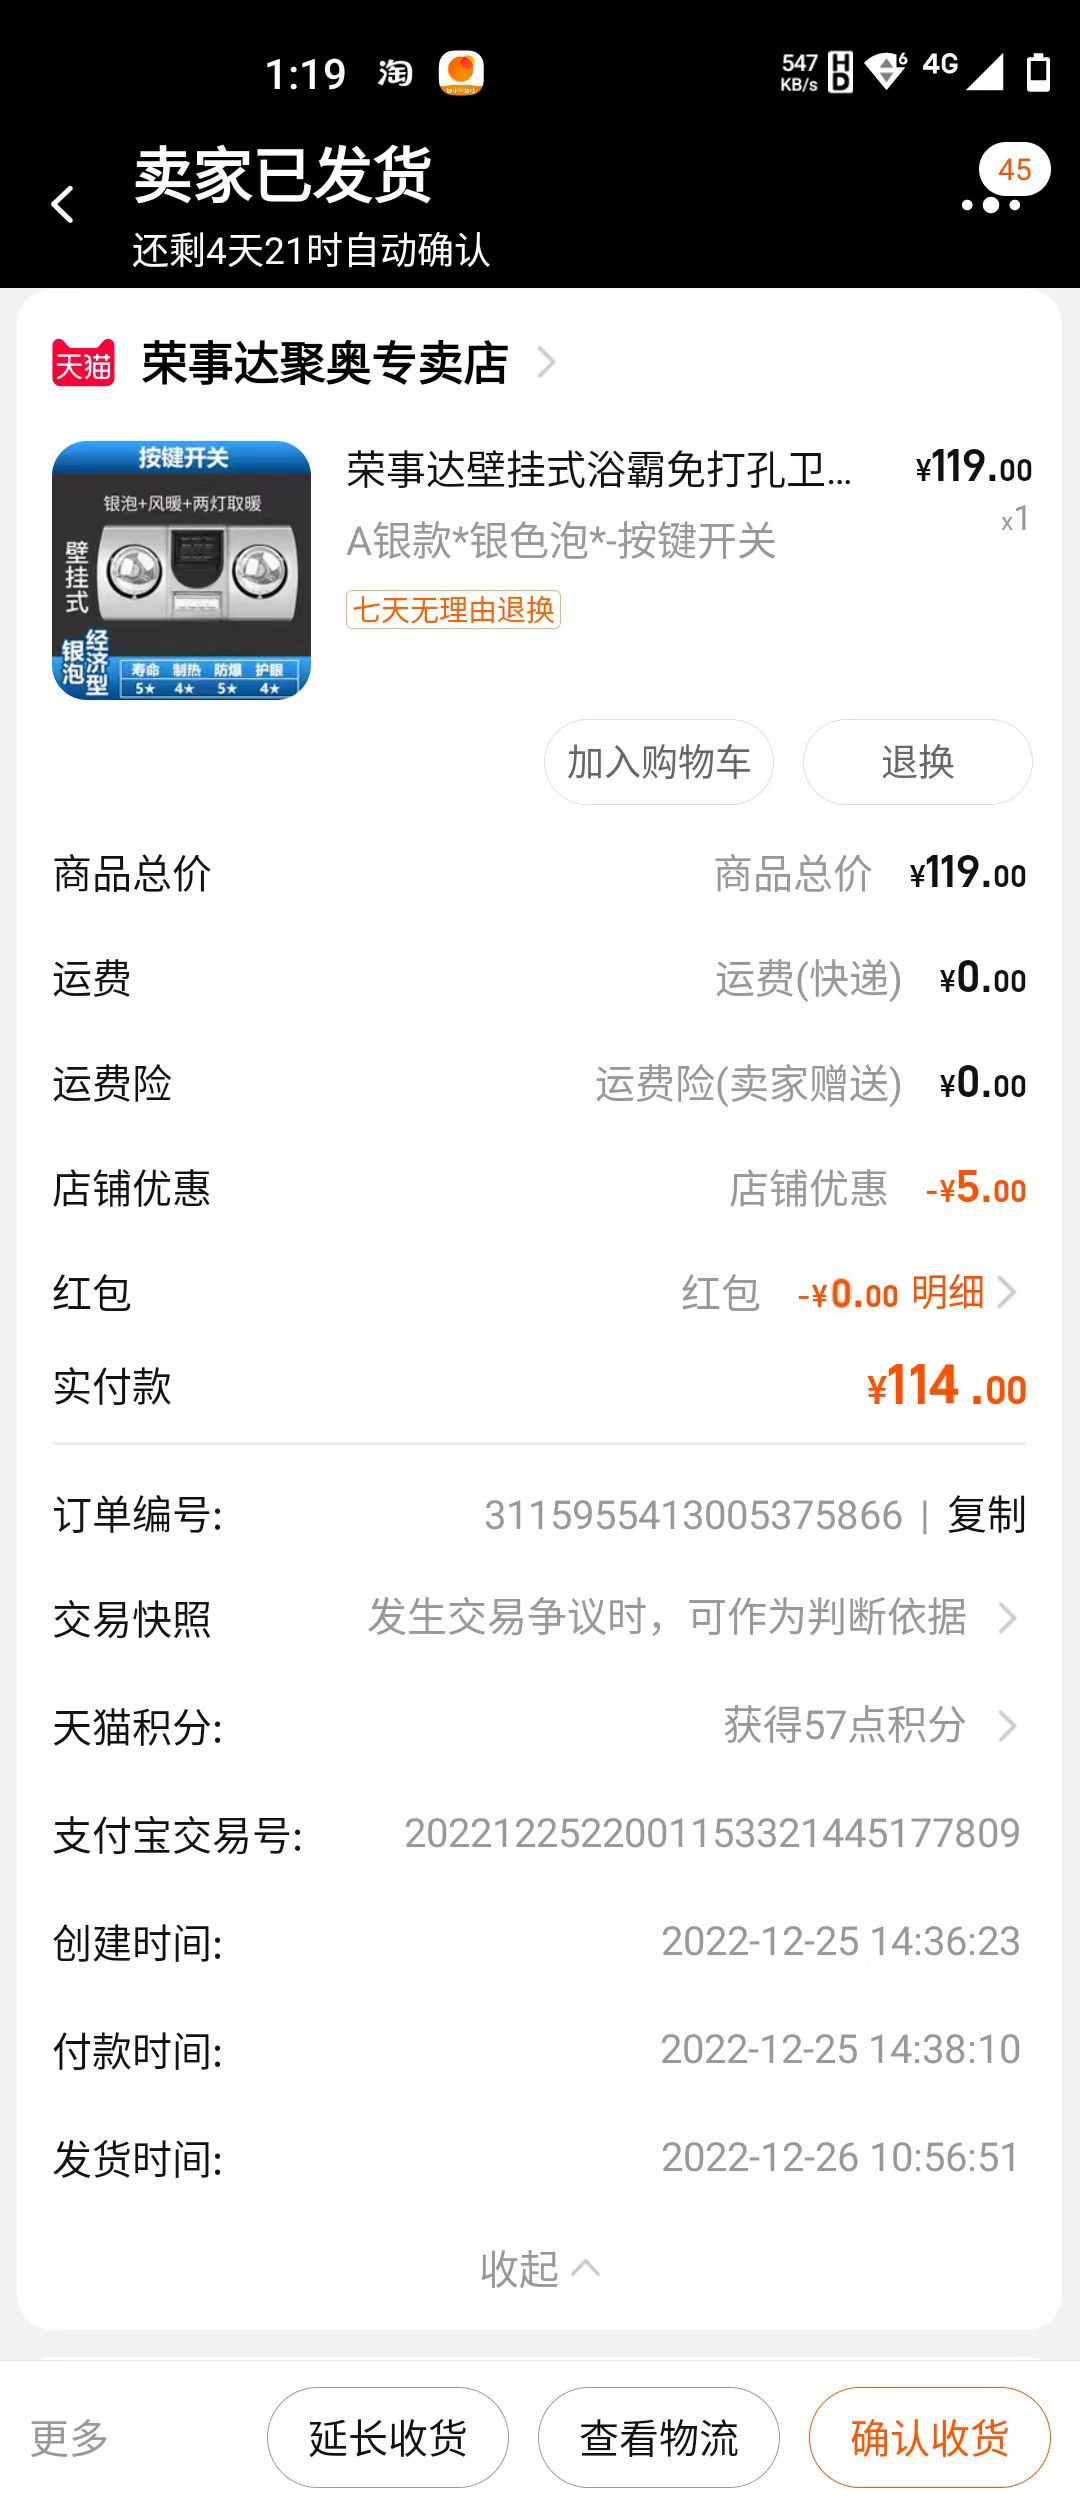 1:19 淘 547 KB/s HD 6 4G
卖家已发货
45
还剩4天21时自动确认
天猫 荣事达聚奥专卖店
按键开关
银泡+风暖+两灯取暖
壁挂式
银泡
经济型
寿命 制热 防爆 护眼
5★ 4★ 5★ 4★
荣事达壁挂式浴霸免打孔卫... ¥119.00
A银款*银色泡*-按键开关 x1
七天无理由退换
加入购物车 退换
商品总价 商品总价 ¥119.00
运费 运费(快递) ¥0.00
运费险 运费险(卖家赠送) ¥0.00
店铺优惠 店铺优惠 -¥5.00
红包 红包 -¥0.00 明细
实付款 ¥114 .00
订单编号: 3115955413005375866 | 复制
交易快照 发生交易争议时，可作为判断依据
天猫积分: 获得57点积分
支付宝交易号: 2022122522001153321445177809
创建时间: 2022-12-25 14:36:23
付款时间: 2022-12-25 14:38:10
发货时间: 2022-12-26 10:56:51
收起
更多 延长收货 查看物流 确认收货